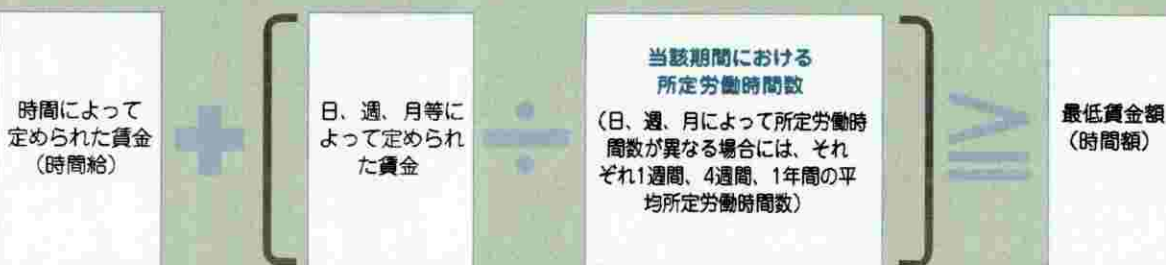 時間によって
定められた賃金
(時間給)
+
日、週、月等に
よって定められ
た賃金
÷
当該期間における
所定労働時間数
(日、週、月によって所定労働時
間数が異なる場合には、それ
ぞれ1週間、4週間、1年間の平
均所定労働時間数)
≧
最低賃金額
(時間額)